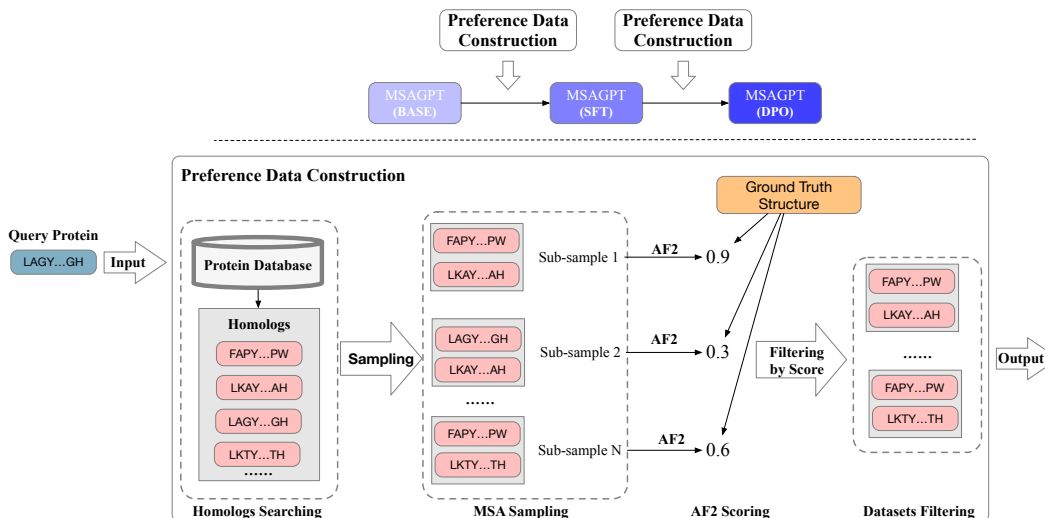 Preference Data
Construction
Preference Data
Construction
MSAGPT
(BASE)
MSAGPT
(SFT)
MSAGPT
(DPO)
Preference Data Construction
Ground Truth
Structure
Query Protein
LAGY...GH
Input
Protein Database
Homologs
FAPY...PW
LKAY...AH
LAGY...GH
LKTY...TH
......
Sampling
FAPY...PW
LKAY...AH
Sub-sample 1
AF2
0.9
LAGY...GH
LKAY...AH
Sub-sample 2
AF2
0.3
......
FAPY...PW
LKTY...TH
Sub-sample N
AF2
0.6
Filtering
by Score
FAPY...PW
LKAY...AH
......
FAPY...PW
LKTY...TH
Output
Homologs Searching
MSA Sampling
AF2 Scoring
Datasets Filtering